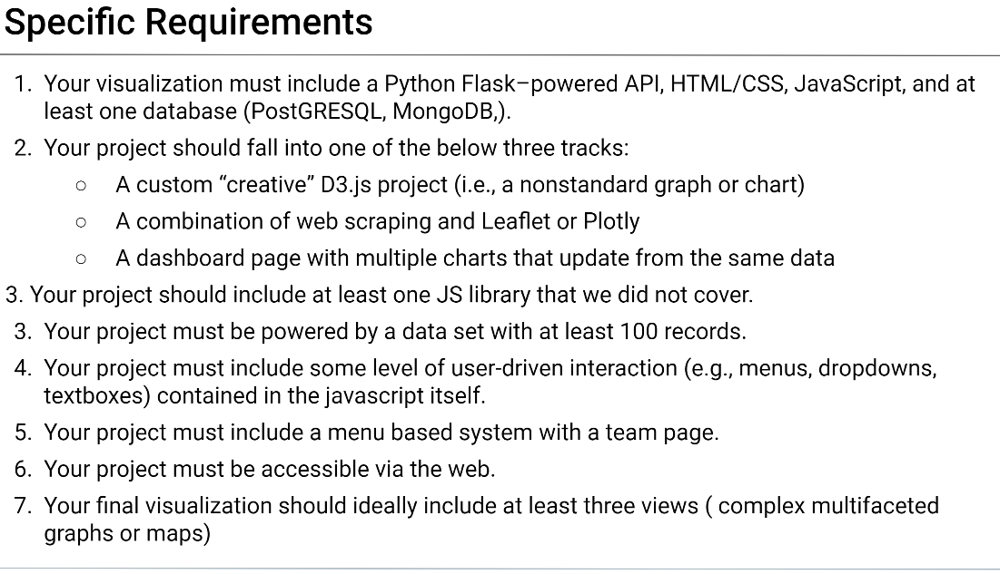 Specific Requirements
1. Your visualization must include a Python Flask–powered API, HTML/CSS, JavaScript, and at
least one database (PostGRESQL, MongoDB,).
2. Your project should fall into one of the below three tracks:
○ A custom “creative” D3.js project (i.e., a nonstandard graph or chart)
○ A combination of web scraping and Leaflet or Plotly
○ A dashboard page with multiple charts that update from the same data
3. Your project should include at least one JS library that we did not cover.
3. Your project must be powered by a data set with at least 100 records.
4. Your project must include some level of user-driven interaction (e.g., menus, dropdowns,
textboxes) contained in the javascript itself.
5. Your project must include a menu based system with a team page.
6. Your project must be accessible via the web.
7. Your final visualization should ideally include at least three views ( complex multifaceted
graphs or maps)